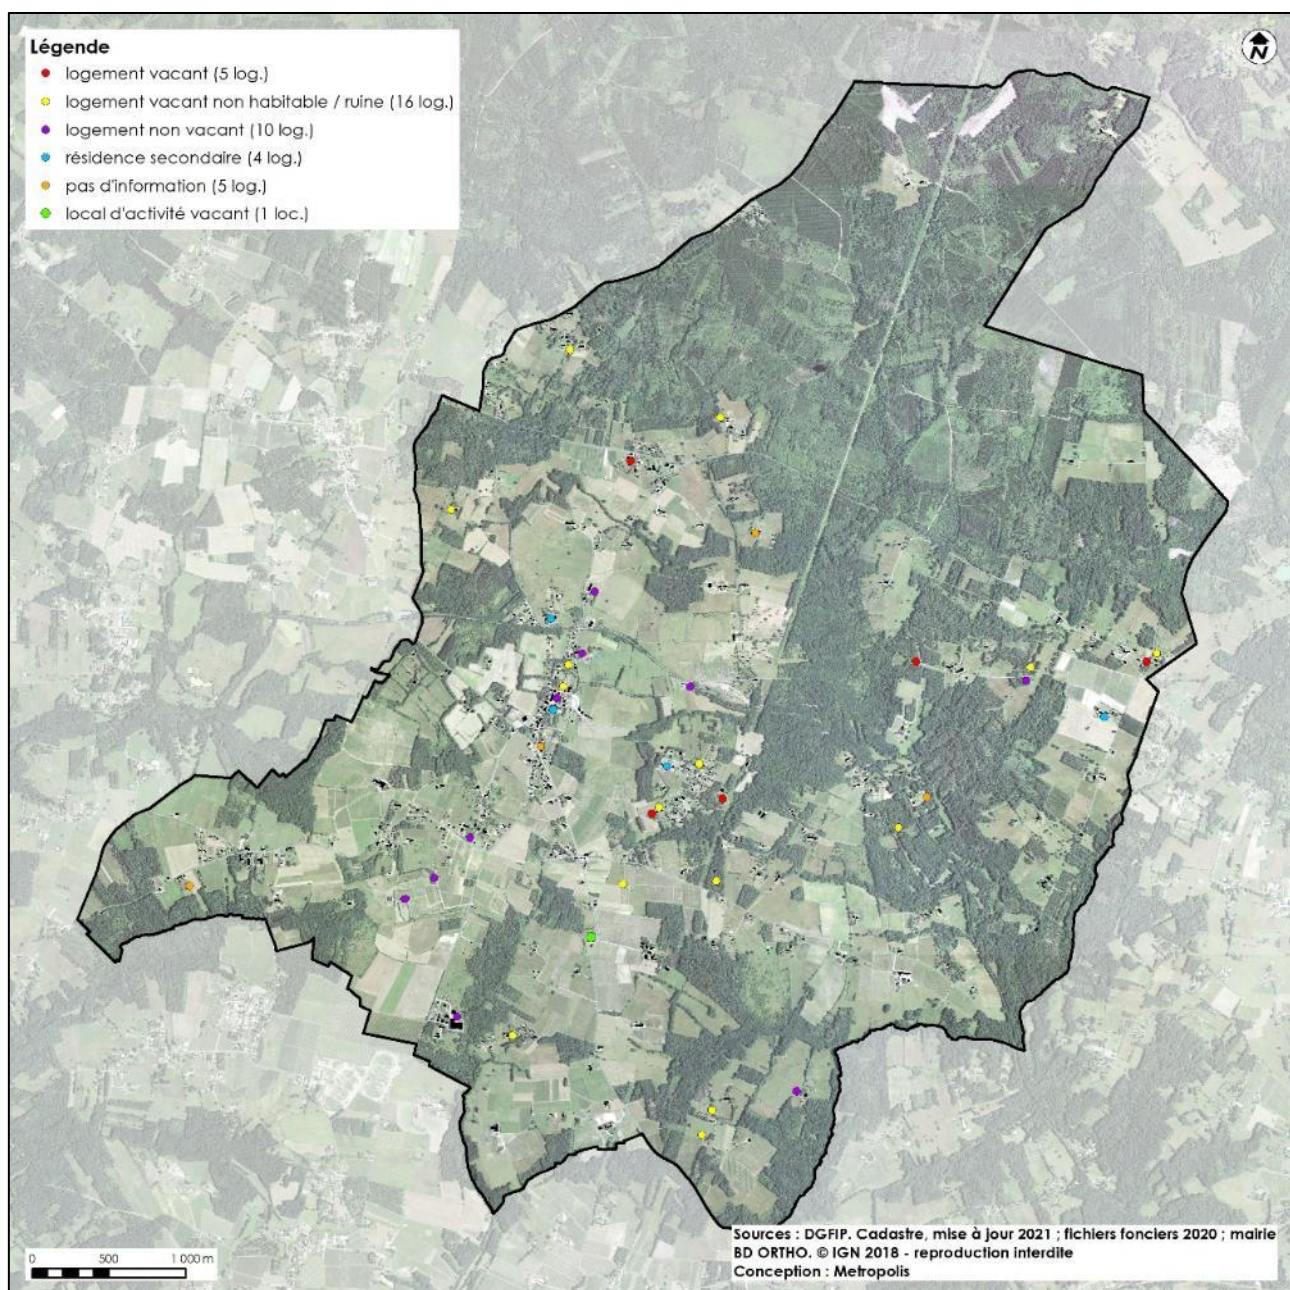 Légende
logement vacant (5 log.)
logement vacant non habitable / ruine (16 log.)
logement non vacant (10 log.)
résidence secondaire (4 log.)
pas d'information (5 log.)
local d'activité vacant (1 loc.)
N
0 500 1 000 m
Sources : DGFIP. Cadastre, mise à jour 2021 ; fichiers fonciers 2020 ; mairie
BD ORTHO. © IGN 2018 - reproduction interdite
Conception : Metropolis